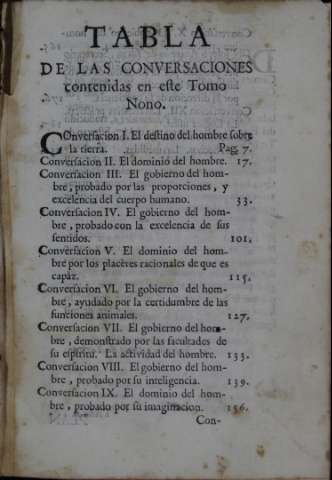 TABLA
DE LAS CONVERSACIONES
contenidas en este Tomo
Nono.
COnversacion I. El destino del hombre sobre
la tierra. Pag. 7.
Conversacion II. El dominio del hombre. 17.
Conversacion III. El gobierno del hom-
bre, probado por las proporciones, y
excelencia del cuerpo humano. 33.
Conversacion IV. El gobierno del hom-
bre, probado con la excelencia de sus
sentidos. 101.
Conversacion V. El dominio del hom-
bre por los placeres racionales de que es
capáz. 115.
Conversacion VI. El gobierno del hom-
bre, ayudado por la certidumbre de las
funciones animales. 127.
Conversacion VII. El gobierno del hom-
bre, demostrado por las facultades de
su espiritu. La actividad del hombre. 133.
Conversacion VIII. El gobierno del hom-
bre, probado por su inteligencia. 139.
Conversacion IX. El dominio del hom-
bre, probado por su imaginacion. 156.
Con-